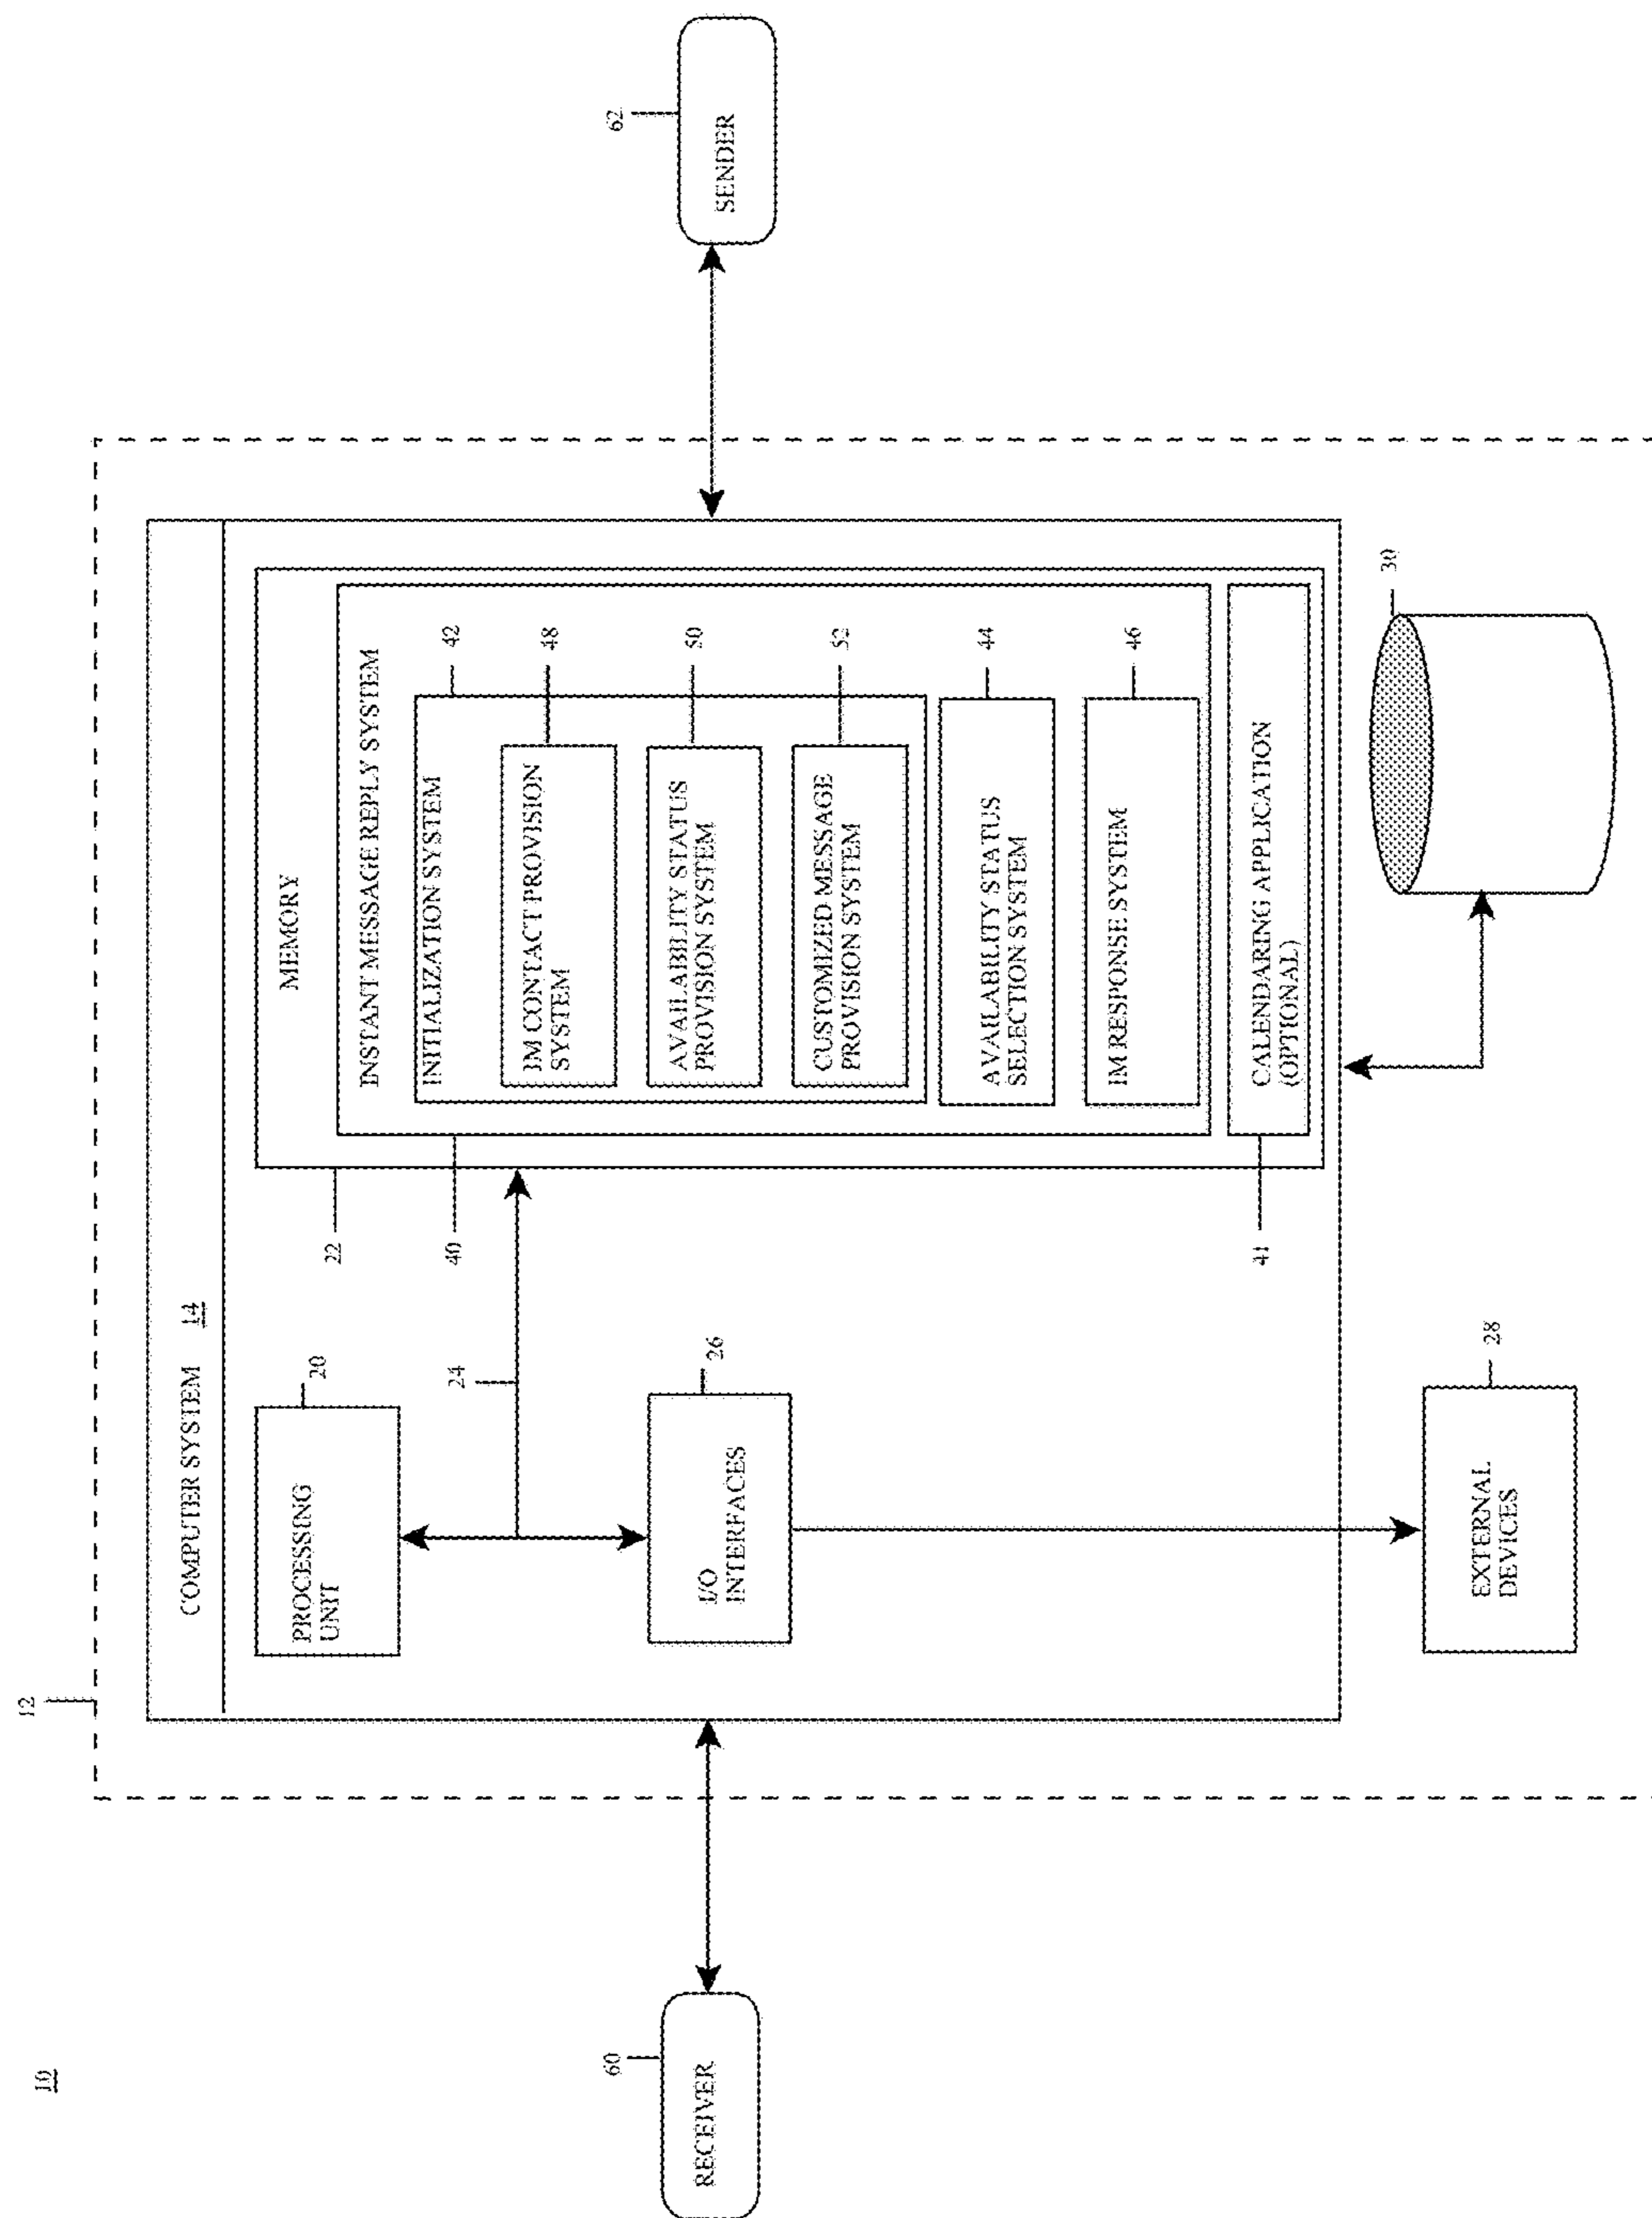 10
12
COMPUTER SYSTEM 14
PROCESSING
UNIT
20
24
I/O
INTERFACES
26
22
MEMORY
40
INSTANT MESSAGE REPLY SYSTEM
INITIALIZATION SYSTEM
42
IM CONTACT PROVISION
SYSTEM
48
AVAILABILITY STATUS
PROVISION SYSTEM
50
CUSTOMIZED MESSAGE
PROVISION SYSTEM
52
AVAILABILITY STATUS
SELECTION SYSTEM
44
IM RESPONSE SYSTEM
46
41
CALENDARING APPLICATION
(OPTIONAL)
60
RECEIVER
62
SENDER
EXTERNAL
DEVICES
28
30